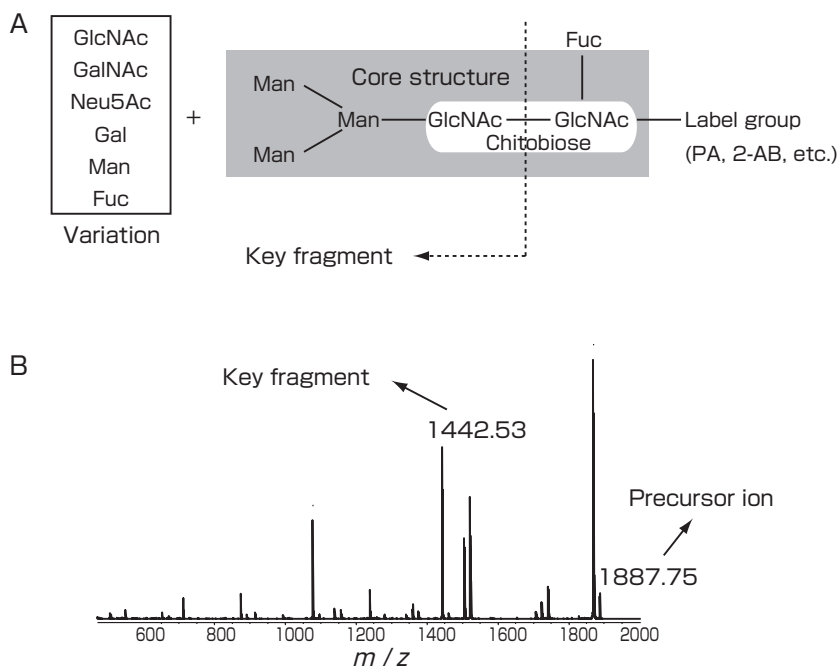 A
GlcNAc
GalNAc
Neu5Ac
Gal
Man
Fuc
Variation
+
Core structure
Fuc
Man
Man
Man
GlcNAc
GlcNAc
Chitobiose
Label group
(PA, 2-AB, etc.)
Key fragment
B
Key fragment
1442.53
Precursor ion
1887.75
600 800 1000 1200 1400 1600 1800 2000
m / z